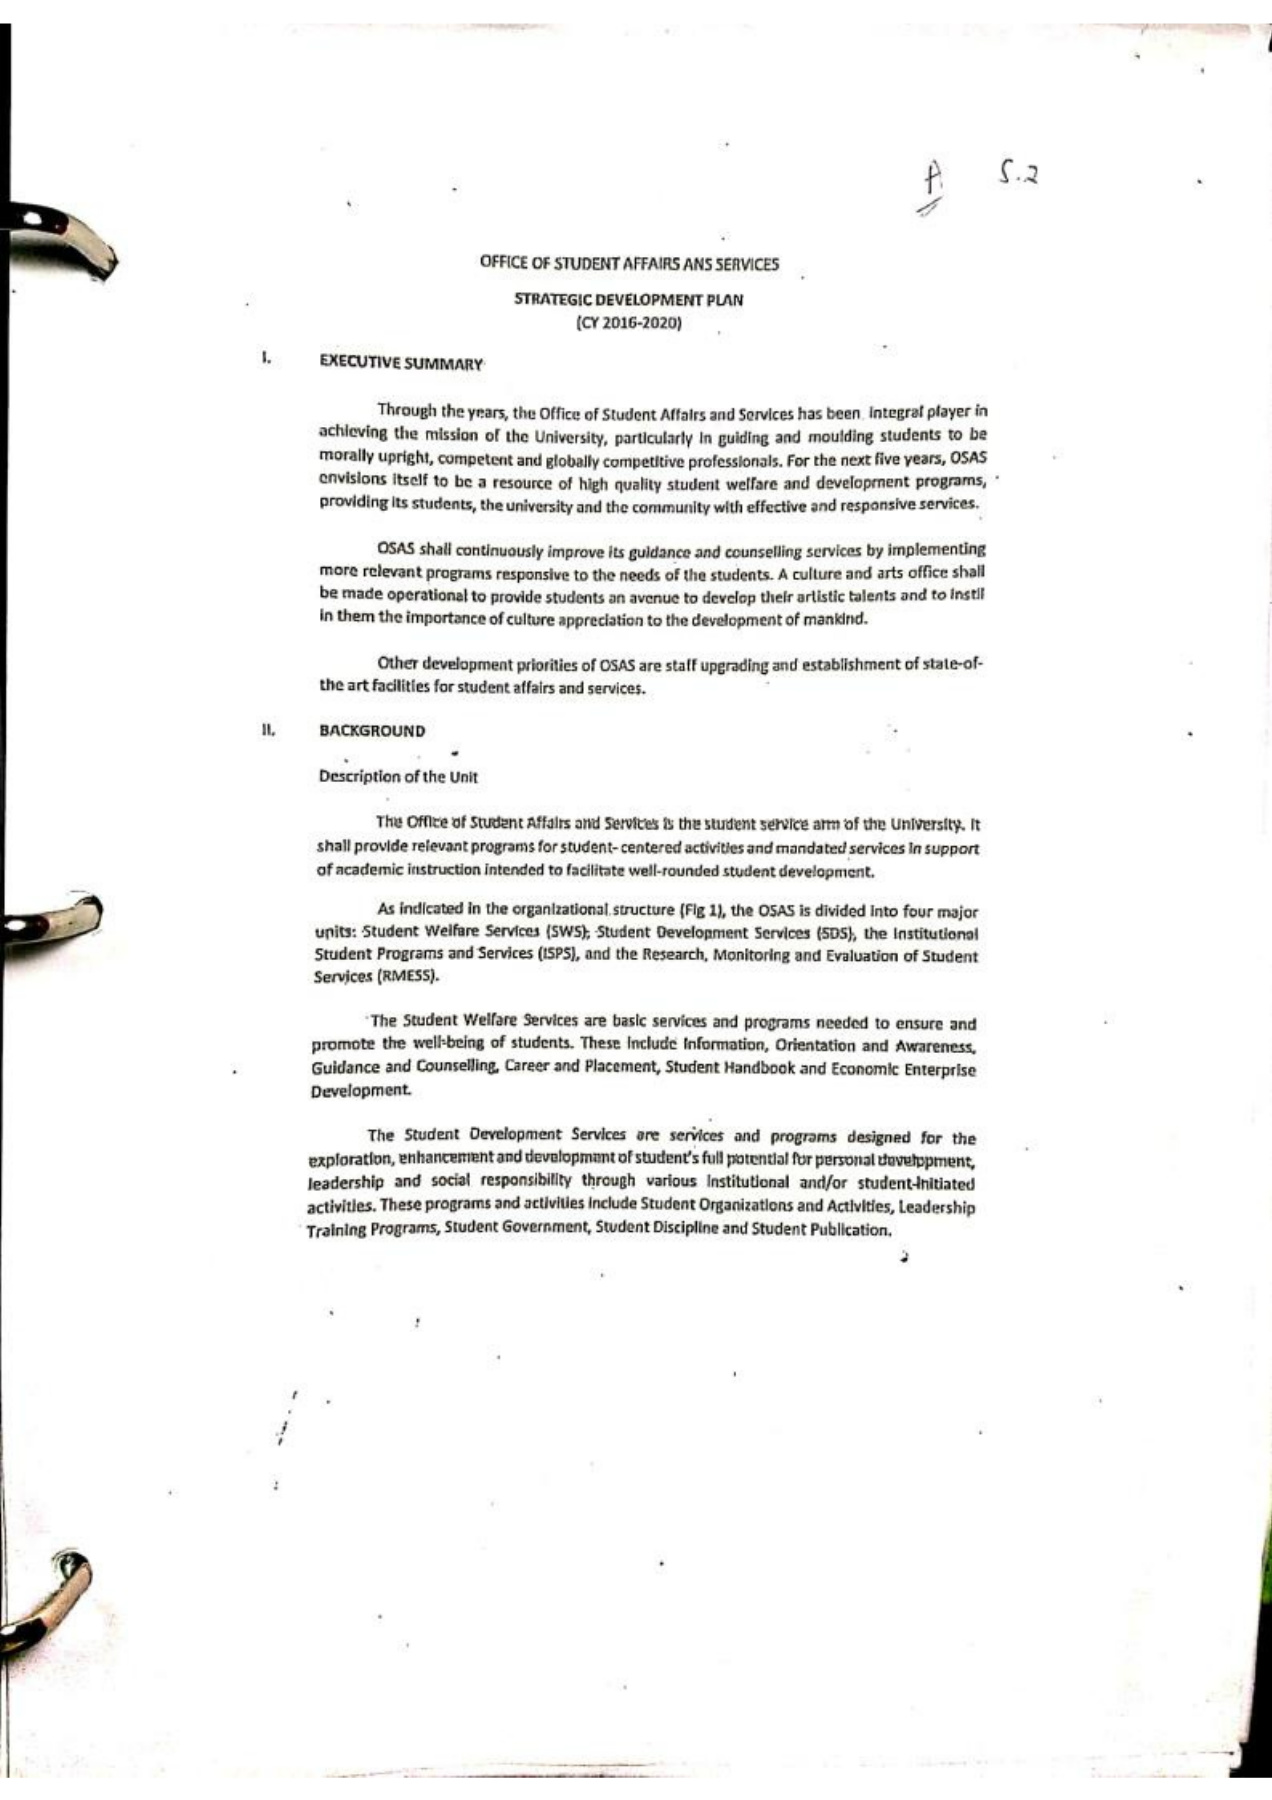 A S.2
OFFICE OF STUDENT AFFAIRS ANS SERVICES
STRATEGIC DEVELOPMENT PLAN
(CY 2016-2020)
I. EXECUTIVE SUMMARY
Through the years, the Office of Student Affairs and Services has been integral player in
achieving the mission of the University, particularly in guiding and moulding students to be
morally upright, competent and globally competitive professionals. For the next five years, OSAS
envisions itself to be a resource of high quality student welfare and development programs,
providing its students, the university and the community with effective and responsive services.
OSAS shall continuously improve its guidance and counselling services by implementing
more relevant programs responsive to the needs of the students. A culture and arts office shall
be made operational to provide students an avenue to develop their artistic talents and to instil
in them the importance of culture appreciation to the development of mankind.
Other development priorities of OSAS are staff upgrading and establishment of state-of-
the art facilities for student affairs and services.
II. BACKGROUND
Description of the Unit
The Office of Student Affairs and Services is the student service arm of the University. It
shall provide relevant programs for student- centered activities and mandated services in support
of academic instruction intended to facilitate well-rounded student development.
As indicated in the organizational structure (Fig 1), the OSAS is divided into four major
units: Student Welfare Services (SWS); Student Development Services (SDS), the Institutional
Student Programs and Services (ISPS), and the Research, Monitoring and Evaluation of Student
Services (RMESS).
The Student Welfare Services are basic services and programs needed to ensure and
promote the well-being of students. These Include Information, Orientation and Awareness,
Guidance and Counselling, Career and Placement, Student Handbook and Economic Enterprise
Development.
The Student Development Services are services and programs designed for the
exploration, enhancement and development of student's full potential for personal development,
leadership and social responsibility through various institutional and/or student-initiated
activities. These programs and activities include Student Organizations and Activities, Leadership
Training Programs, Student Government, Student Discipline and Student Publication.